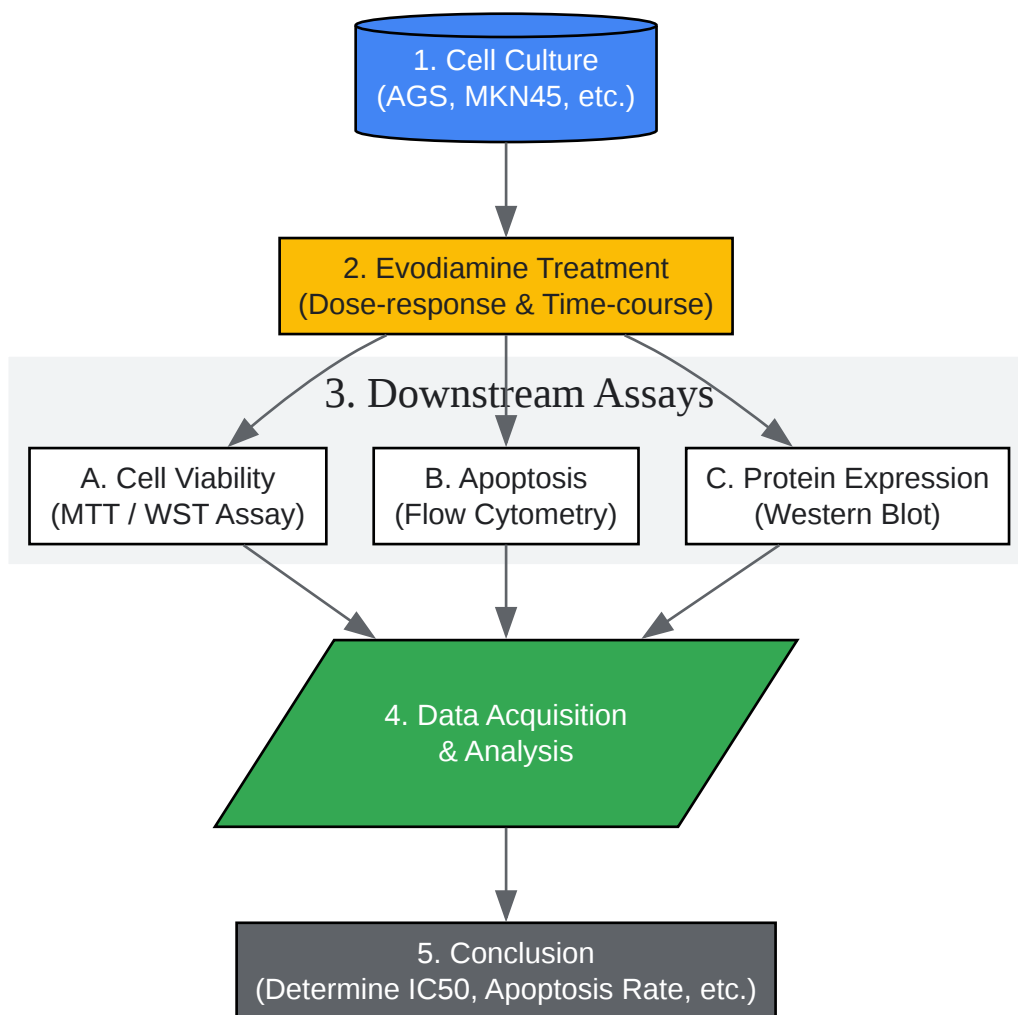 1. Cell Culture
(AGS, MKN45, etc.)
2. Evodiamine Treatment
(Dose-response & Time-course)
3. Downstream Assays
A. Cell Viability
(MTT / WST Assay)
B. Apoptosis
(Flow Cytometry)
C. Protein Expression
(Western Blot)
4. Data Acquisition
& Analysis
5. Conclusion
(Determine IC50, Apoptosis Rate, etc.)